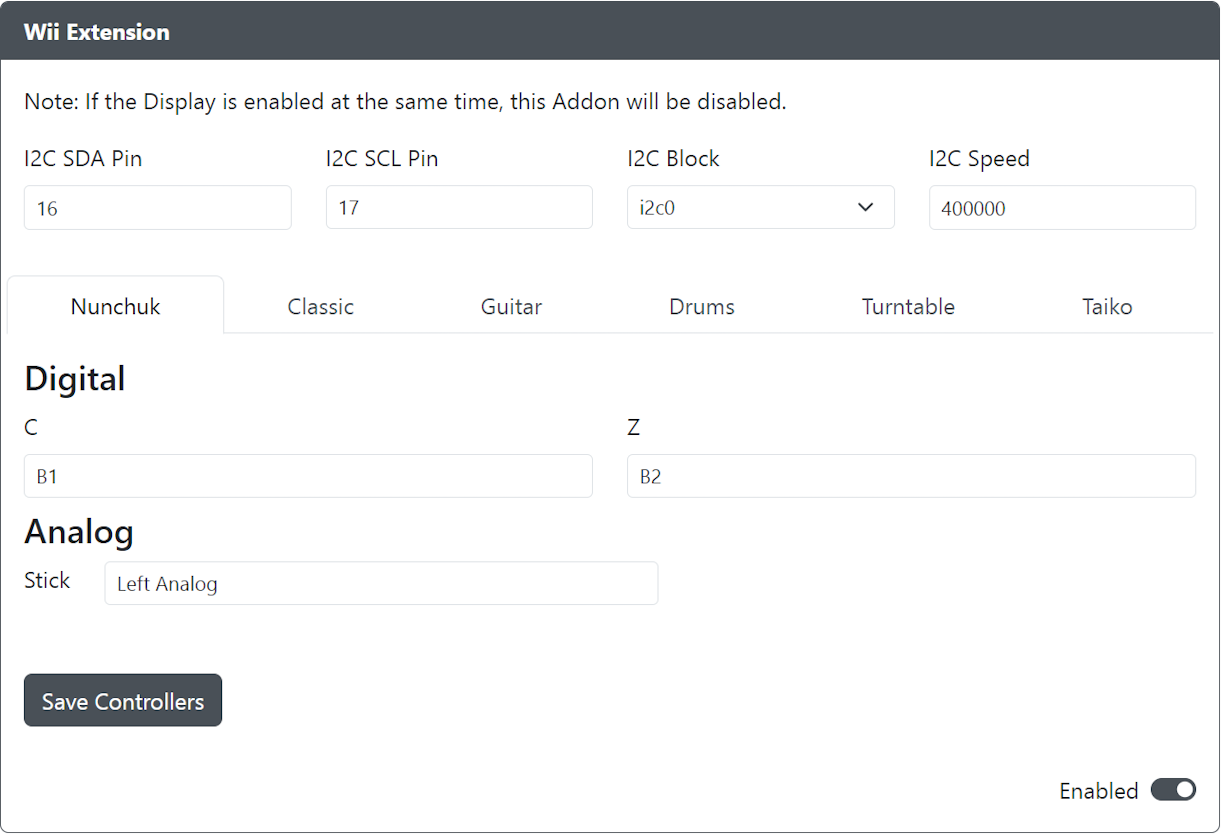 Wii Extension
Note: If the Display is enabled at the same time, this Addon will be disabled.
I2C SDA Pin I2C SCL Pin I2C Block I2C Speed
16 17 i2c0 400000
Nunchuk Classic Guitar Drums Turntable Taiko
Digital
C Z
B1 B2
Analog
Stick Left Analog
Save Controllers
Enabled